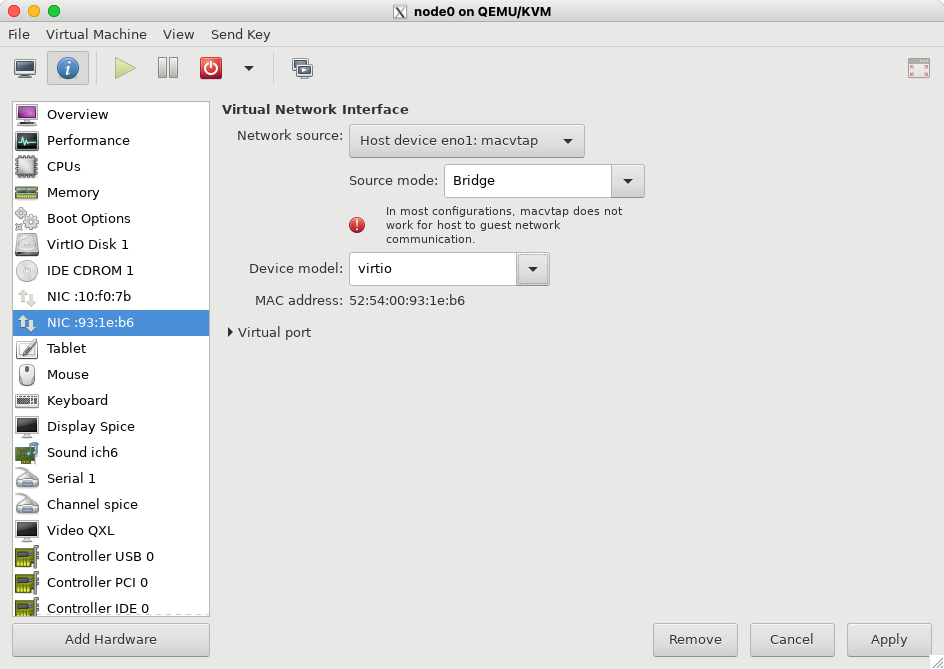 node0 on QEMU/KVM
File Virtual Machine View Send Key
Overview
Performance
CPUs
Memory
Boot Options
VirtIO Disk 1
IDE CDROM 1
NIC :10:f0:7b
NIC :93:1e:b6
Tablet
Mouse
Keyboard
Display Spice
Sound ich6
Serial 1
Channel spice
Video QXL
Controller USB 0
Controller PCI 0
Controller IDE 0
Add Hardware
Virtual Network Interface
Network source: Host device eno1: macvtap
Source mode: Bridge
In most configurations, macvtap does not
work for host to guest network
communication.
Device model: virtio
MAC address: 52:54:00:93:1e:b6
Virtual port
Remove Cancel Apply